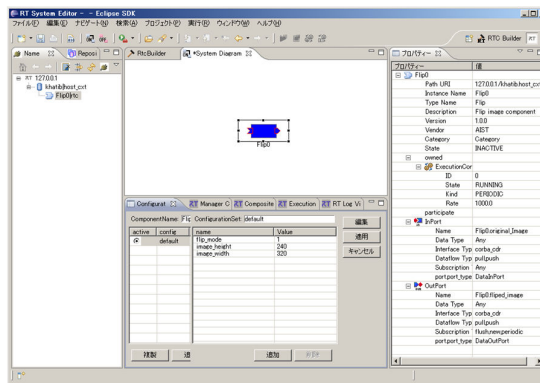 RT System Editor - - Eclipse SDK
ファイル(F) 編集(E) ナビゲート(N) 検索(A) プロジェクト(P) 実行(R) ウィンドウ(W) ヘルプ(H)
RTC Builder RT
Name Reposi
RT 127.0.0.1
khatib|host_cxt
Flip0|rtc
RtcBuilder *System Diagram
Flip0
Configurat Manager C Composite Execution RT Log Vi
ComponentName: Flip ConfigurationSet: default
active config
default
name Value
flip_mode 1
image_height 240
image_width 320
編集
適用
キャンセル
複製 追 追加 削除
プロパティー
プロパティー 値
Flip0
Path URI 127.0.0.1/khatib.host_cxt
Instance Name Flip0
Type Name Flip
Description Flip image component
Version 1.0.0
Vendor AIST
Category Category
State INACTIVE
owned
ExecutionCor
ID 0
State RUNNING
Kind PERIODIC
Rate 1000.0
participate
InPort
Name Flip0.original_Image
Data Type Any
Interface Typ corba_cdr
Dataflow Typ pull,push
Subscription Any
port.port_type DataInPort
OutPort
Name Flip0.fliped_image
Data Type Any
Interface Typ corba_cdr
Dataflow Typ pull,push
Subscription flush,new,periodic
port.port_type DataOutPort